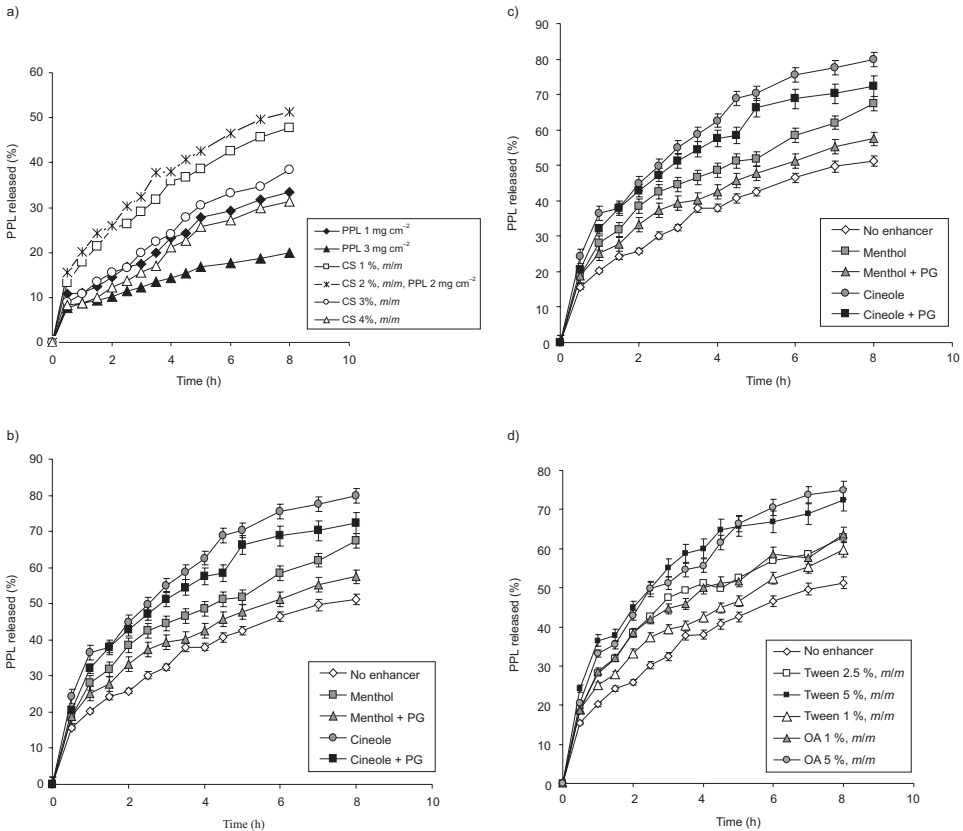 a)
PPL released (%)
60
50
40
30
20
10
0
0 2 4 6 8 10
Time (h)
PPL 1 mg cm⁻²
PPL 3 mg cm⁻²
CS 1 %, m/m
CS 2 %, m/m, PPL 2 mg cm⁻²
CS 3%, m/m
CS 4%, m/m
c)
PPL released (%)
90
80
70
60
50
40
30
20
10
0
0 2 4 6 8 10
Time (h)
No enhancer
Menthol
Menthol + PG
Cineole
Cineole + PG
b)
PPL released (%)
90
80
70
60
50
40
30
20
10
0
0 2 4 6 8 10
Time (h)
No enhancer
Menthol
Menthol + PG
Cineole
Cineole + PG
d)
PPL released (%)
80
70
60
50
40
30
20
10
0
0 2 4 6 8 10
Time (h)
No enhancer
Tween 2.5 %, m/m
Tween 5 %, m/m
Tween 1 %, m/m
OA 1 %, m/m
OA 5 %, m/m